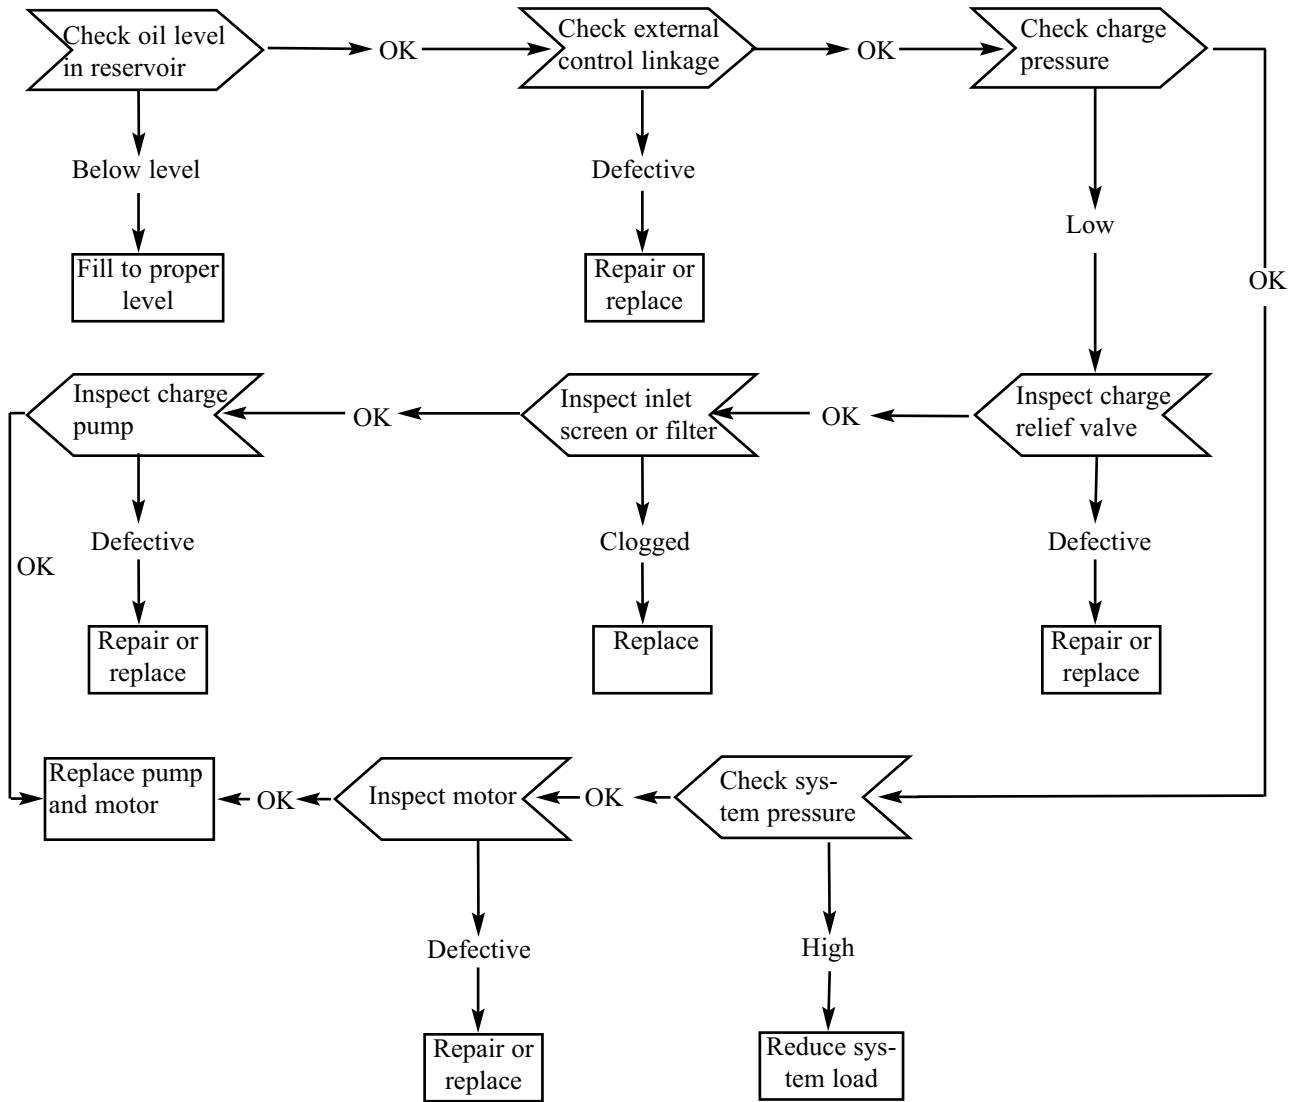 Check oil level
in reservoir
OK
Check external
control linkage
OK
Check charge
pressure
Below level
Defective
Low
Fill to proper
level
Repair or
replace
OK
Inspect charge
pump
OK
Inspect inlet
screen or filter
OK
Inspect charge
relief valve
Defective
Clogged
Defective
OK
Repair or
replace
Replace
Repair or
replace
Replace pump
and motor
OK
Inspect motor
OK
Check sys-
tem pressure
Defective
High
Repair or
replace
Reduce sys-
tem load